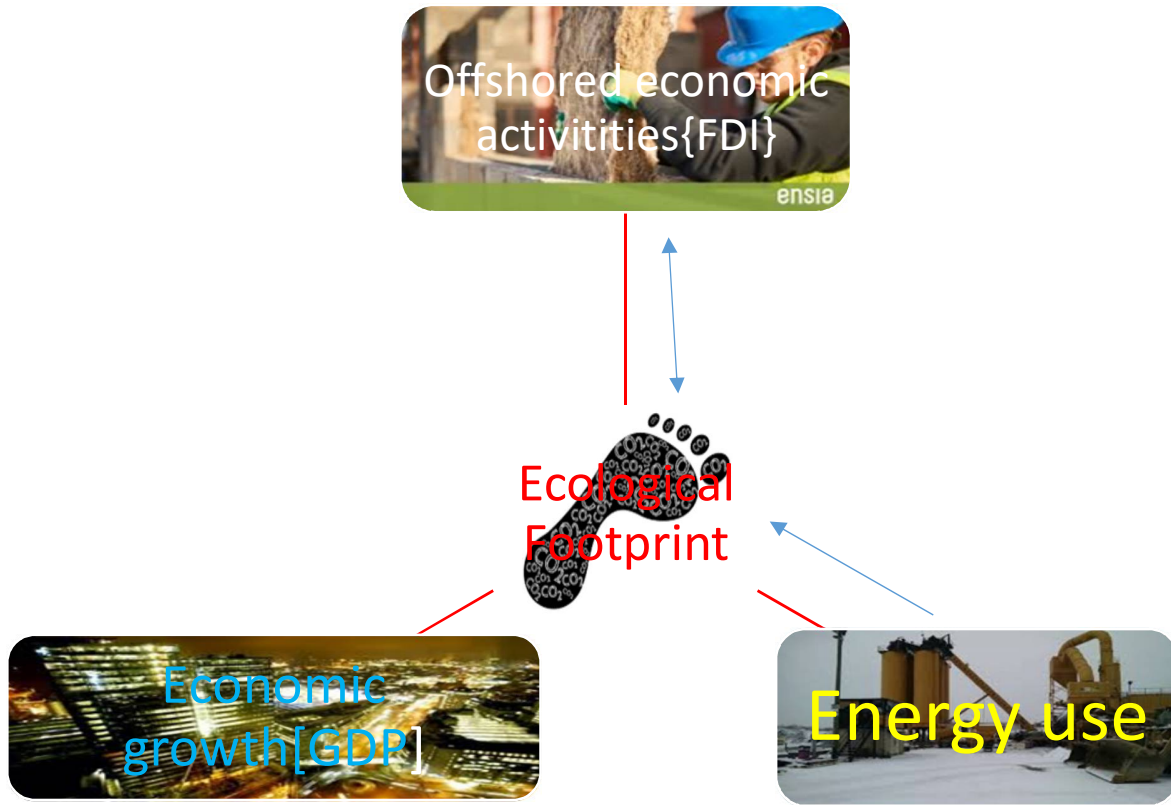 Offshored economic
activitities{FDI}
ensia
Ecological
Footprint
Economic
growth[GDP]
Energy use